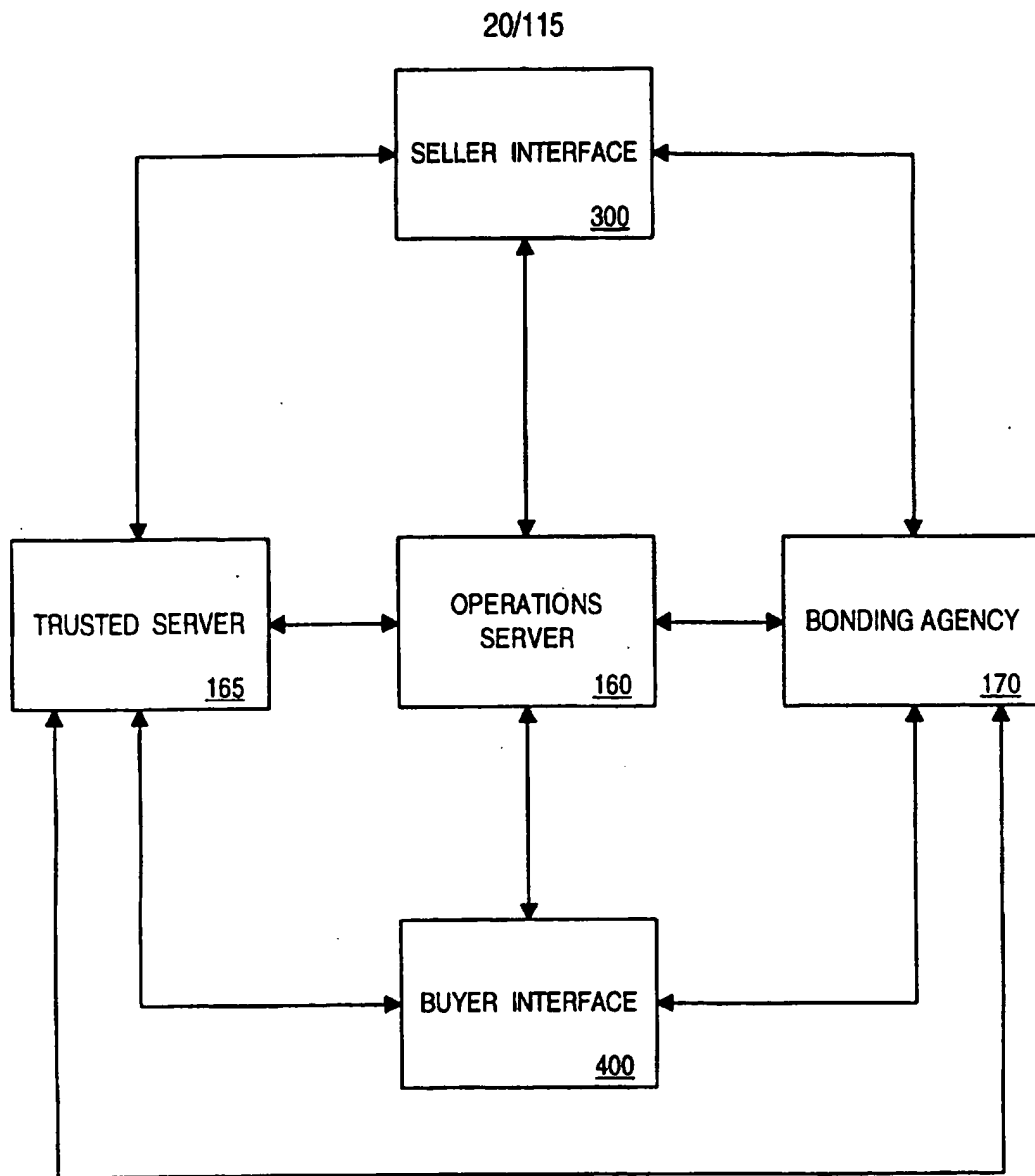 20/115
SELLER INTERFACE
300
TRUSTED SERVER
165
OPERATIONS
SERVER
160
BONDING AGENCY
170
BUYER INTERFACE
400